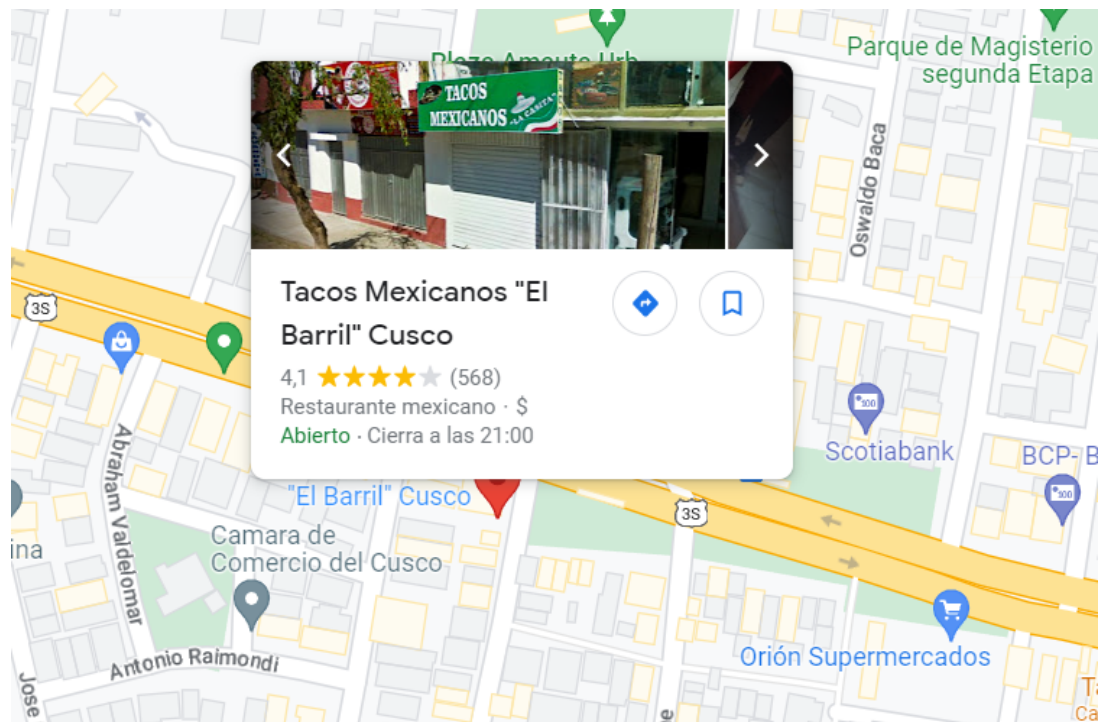 Parque de Magisterio
segunda Etapa
Plaza Amauta Urb
TACOS
MEXICANOS
"LA CASITA"
Oswaldo Baca
3S
Tacos Mexicanos "El
Barril" Cusco
4,1 (568)
Restaurante mexicano · $
Abierto · Cierra a las 21:00
Scotiabank
BCP- B
"El Barril" Cusco
3S
Abraham Valdelomar
Camara de
Comercio del Cusco
ina
Antonio Raimondi
Jose
Orión Supermercados
Ta
Ca